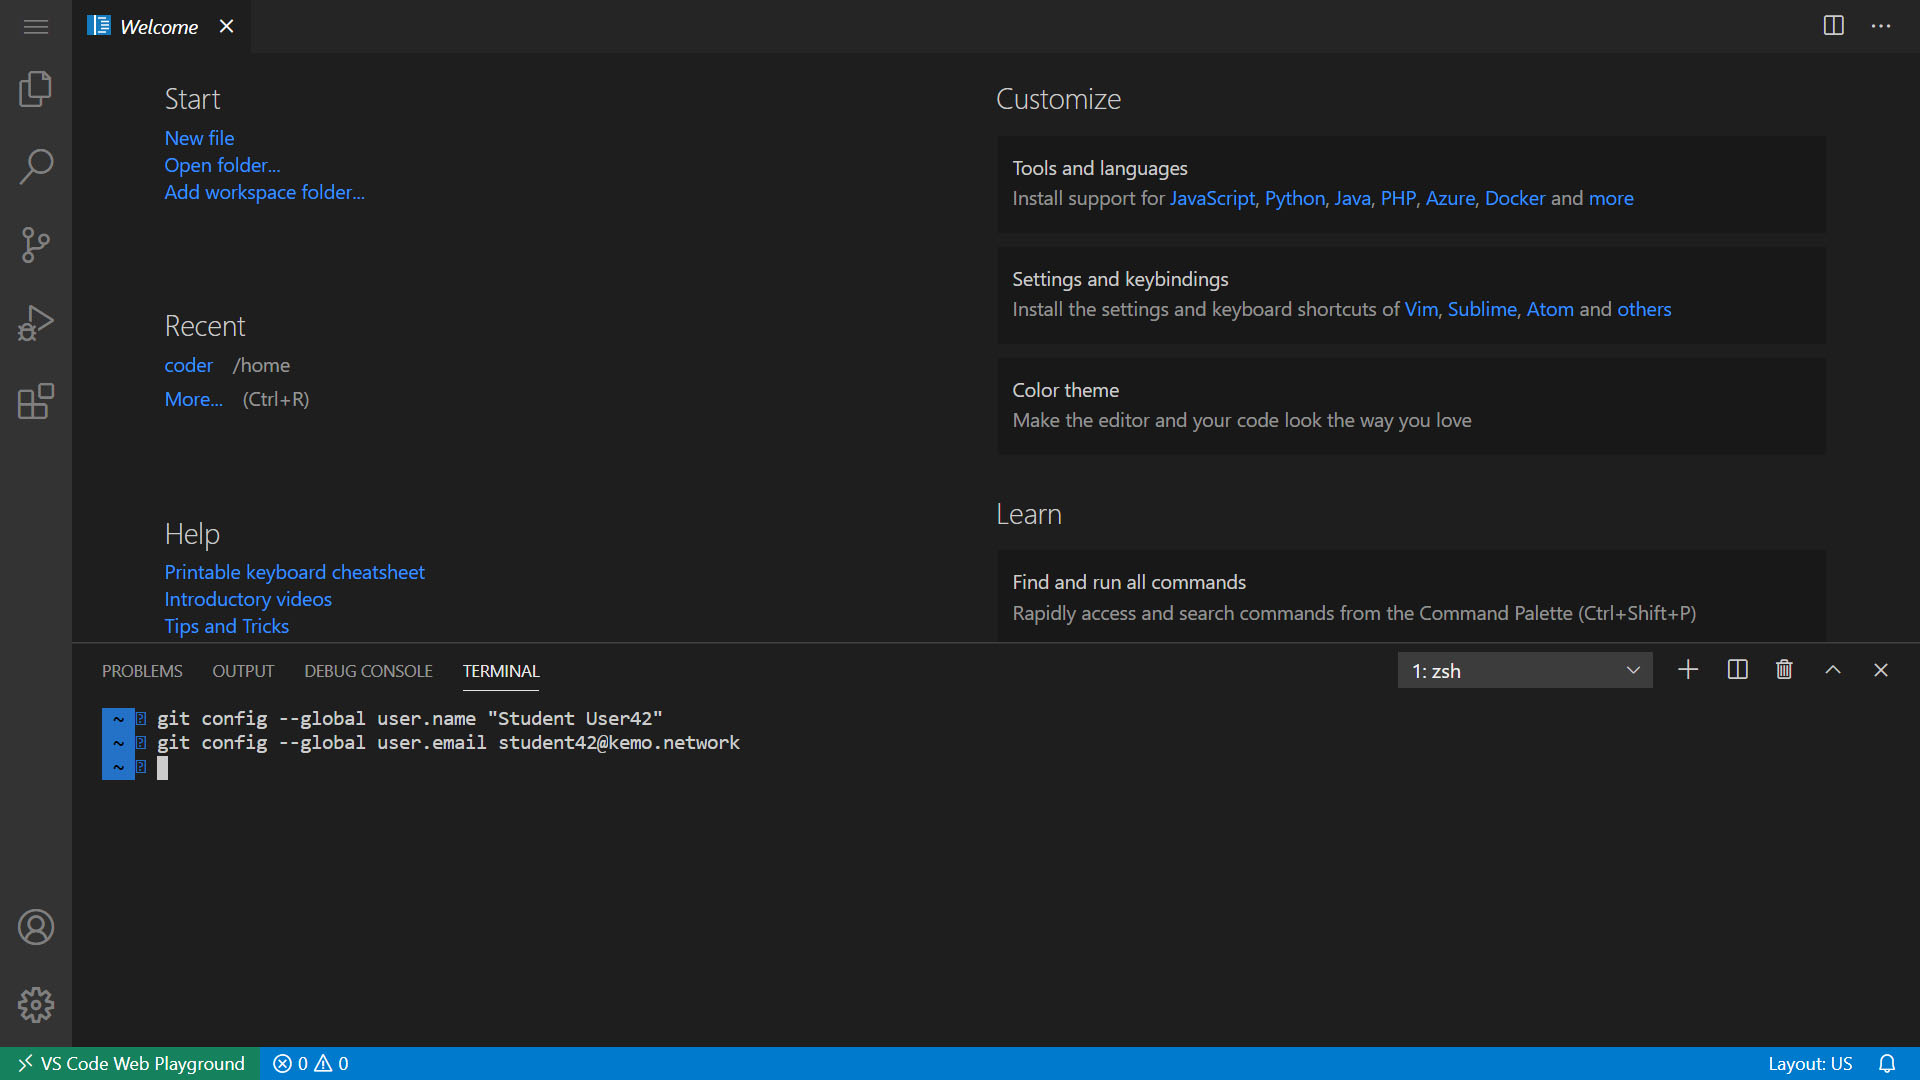 Welcome
Start
New file
Open folder...
Add workspace folder...
Recent
coder /home
More... (Ctrl+R)
Help
Printable keyboard cheatsheet
Introductory videos
Tips and Tricks
Customize
Tools and languages
Install support for JavaScript, Python, Java, PHP, Azure, Docker and more
Settings and keybindings
Install the settings and keyboard shortcuts of Vim, Sublime, Atom and others
Color theme
Make the editor and your code look the way you love
Learn
Find and run all commands
Rapidly access and search commands from the Command Palette (Ctrl+Shift+P)
PROBLEMS OUTPUT DEBUG CONSOLE TERMINAL 1: zsh
~ git config --global user.name "Student User42"
~ git config --global user.email student42@kemo.network
~
VS Code Web Playground 0 0 Layout: US